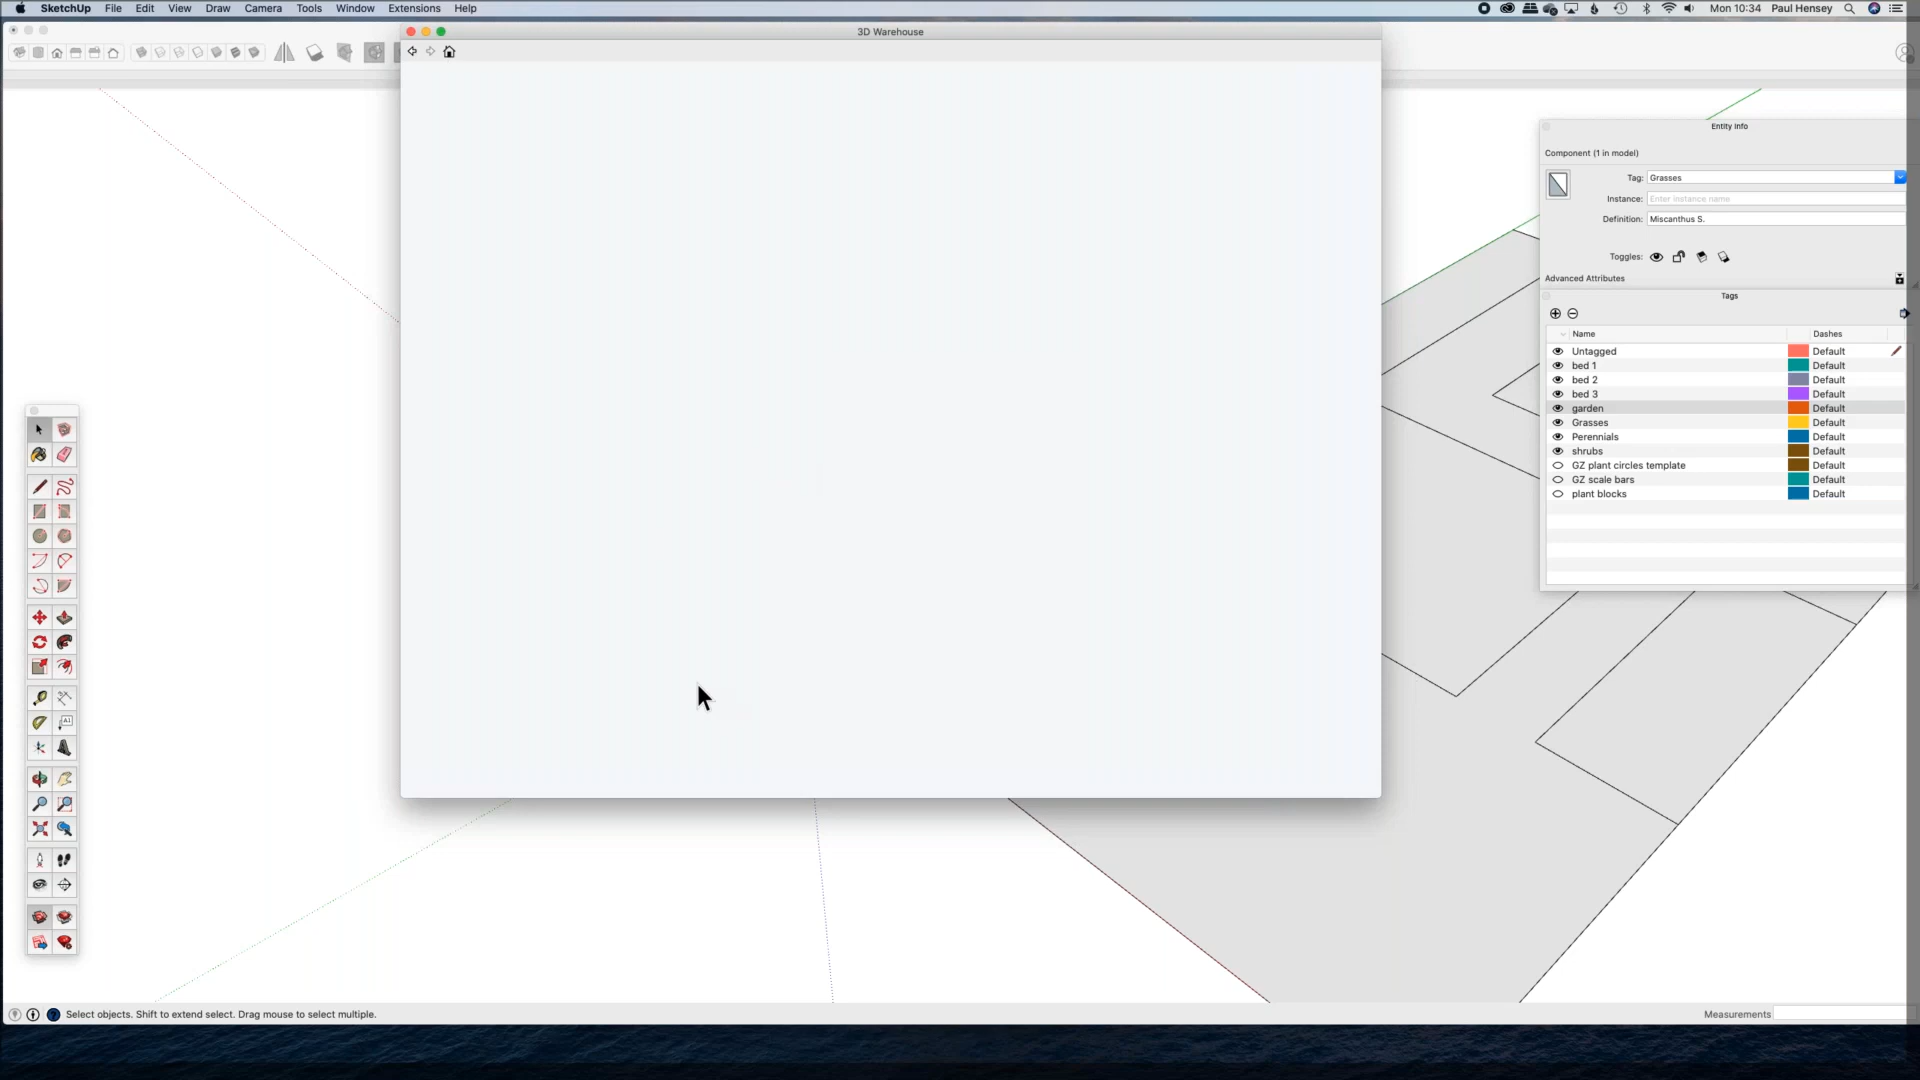 SketchUp File Edit View Draw Camera Tools Window Extensions Help
Mon 10:34 Paul Hensey
3D Warehouse
Entity Info
Component (1 in model)
Tag: Grasses
Instance: Enter instance name
Definition: Miscanthus S.
Toggles:
Advanced Attributes
Tags
Name Dashes
Untagged Default
bed 1 Default
bed 2 Default
bed 3 Default
garden Default
Grasses Default
Perennials Default
shrubs Default
GZ plant circles template Default
GZ scale bars Default
plant blocks Default
Select objects. Shift to extend select. Drag mouse to select multiple.
Measurements